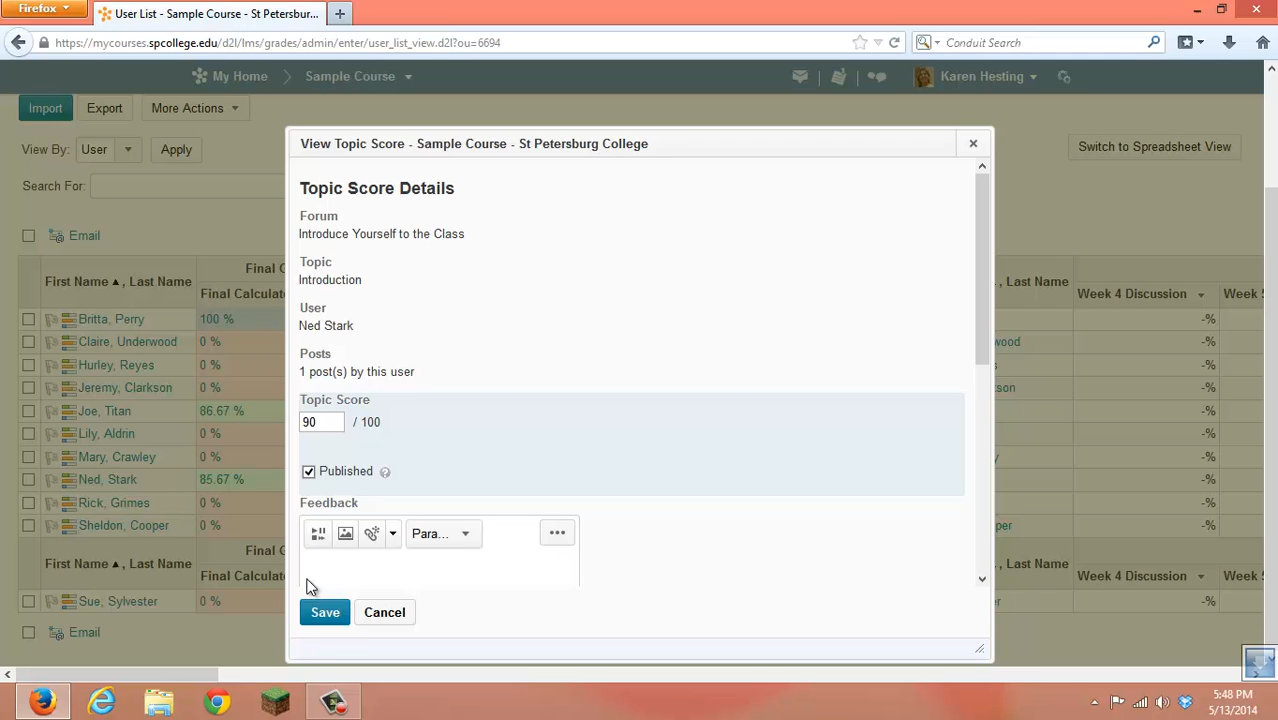 Firefox
User List - Sample Course - St Petersbur...
https://mycourses.spcollege.edu/d2l/lms/grades/admin/enter/user_list_view.d2l?ou=6694
Conduit Search
My Home
Sample Course
Karen Hesting
Import
Export
More Actions
View By:
User
Apply
Switch to Spreadsheet View
Search For:
Email
View Topic Score - Sample Course - St Petersburg College
Topic Score Details
Forum
Introduce Yourself to the Class
Topic
Introduction
User
Ned Stark
Posts
1 post(s) by this user
Topic Score
90 / 100
Published
Feedback
Para...
Save
Cancel
Final G
First Name , Last Name
Final Calculat
, Last Name
Week 4 Discussion
Week
Britta, Perry 100 % -%
Claire, Underwood 0 % wood -%
Hurley, Reyes 0 % s -%
Jeremy, Clarkson 0 % son -%
Joe, Titan 86.67 % -%
Lily, Aldrin 0 % -%
Mary, Crawley 0 % y -%
Ned, Stark 85.67 % -%
Rick, Grimes 0 % -%
Sheldon, Cooper 0 % per -%
Final G
First Name , Last Name
Final Calculat
, Last Name
Week 4 Discussion
Week 5
Sue, Sylvester 0 % er -%
Email
5:48 PM
5/13/2014